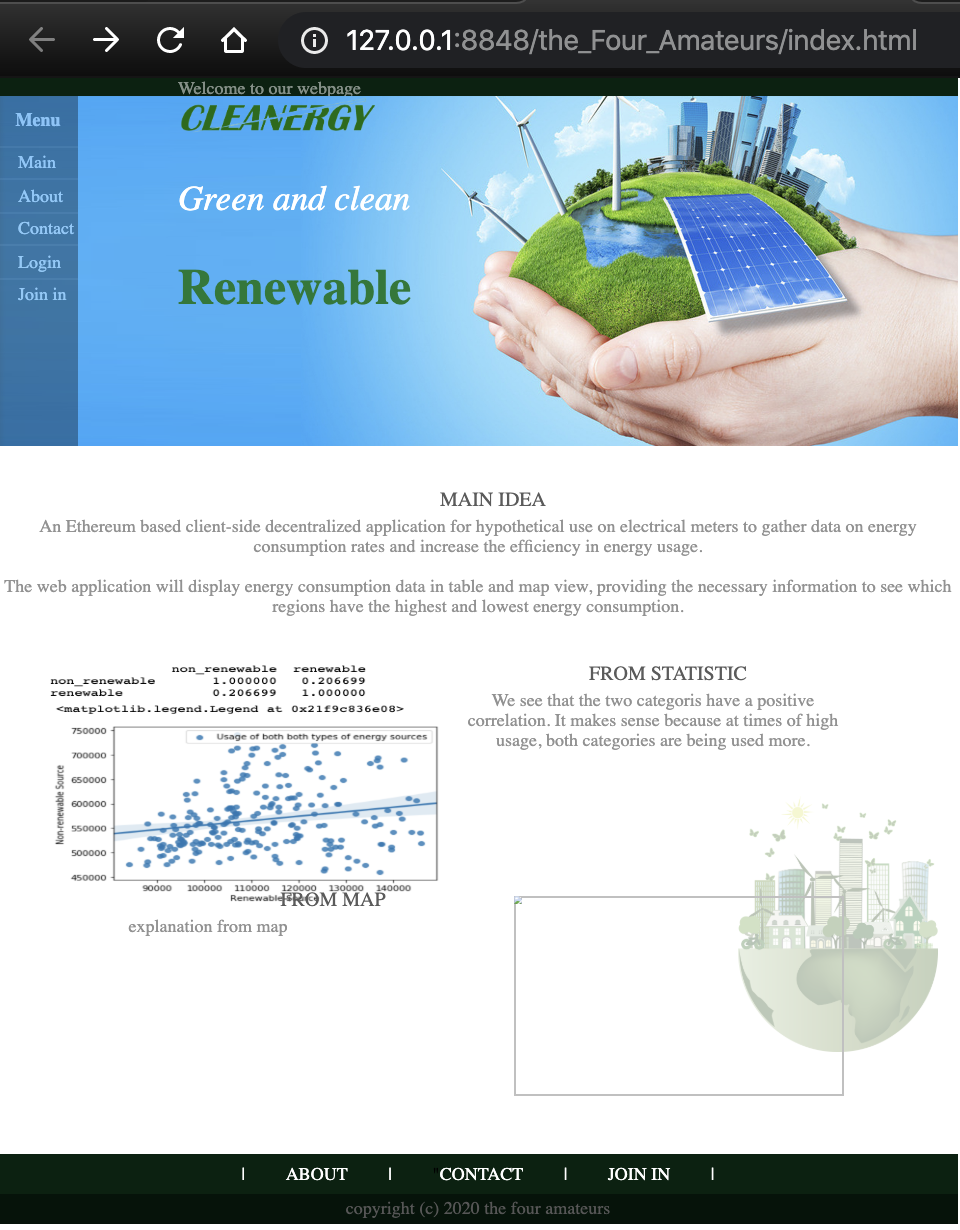 127.0.0.1:8848/the_Four_Amateurs/index.html
Welcome to our webpage
CLEANERGY
Menu
Main
About
Contact
Login
Join in
Green and clean
Renewable
MAIN IDEA
An Ethereum based client-side decentralized application for hypothetical use on electrical meters to gather data on energy
consumption rates and increase the efficiency in energy usage.
The web application will display energy consumption data in table and map view, providing the necessary information to see which
regions have the highest and lowest energy consumption.
non_renewable renewable
non_renewable 1.000000 0.206699
renewable 0.206699 1.000000
<matplotlib.legend.Legend at 0x21f9c836e08>
Usage of both both types of energy sources
Non-renewable Source
750000
700000
650000
600000
550000
500000
450000
90000 100000 110000 120000 130000 140000
Renewable Source
FROM STATISTIC
We see that the two categoris have a positive
correlation. It makes sense because at times of high
usage, both categories are being used more.
FROM MAP
explanation from map
| ABOUT | CONTACT | JOIN IN |
copyright (c) 2020 the four amateurs